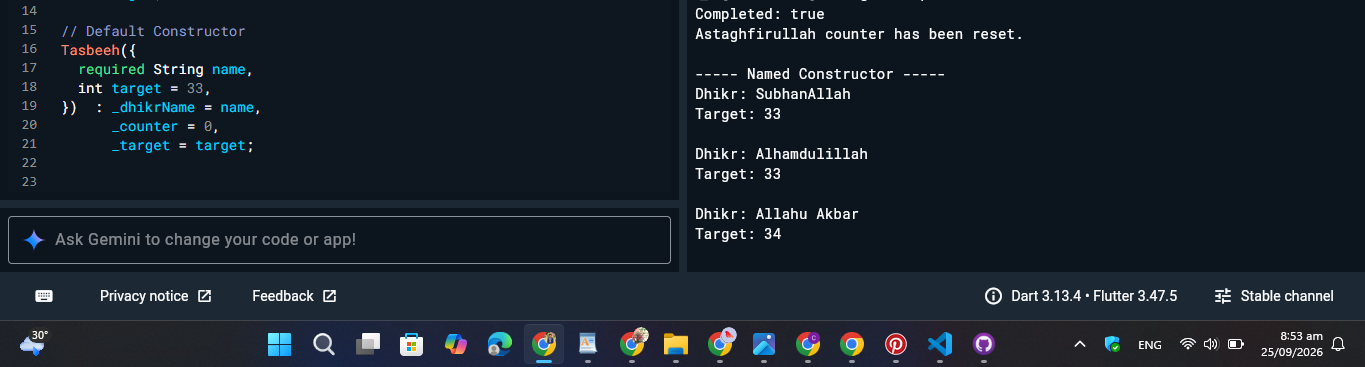 14
15 // Default Constructor
16 Tasbeeh({
17 required String name,
18 int target = 33,
19 }) : _dhikrName = name,
20 _counter = 0,
21 _target = target;
22
23
Ask Gemini to change your code or app!
Completed: true
Astaghfirullah counter has been reset.
----- Named Constructor -----
Dhikr: SubhanAllah
Target: 33
Dhikr: Alhamdulillah
Target: 33
Dhikr: Allahu Akbar
Target: 34
Privacy notice
Feedback
Dart 3.13.4 • Flutter 3.47.5
Stable channel
30°
ENG
8:53 am
25/09/2026